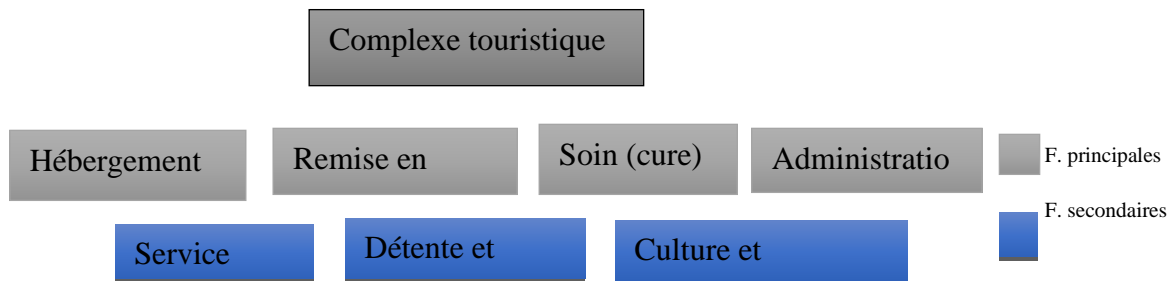 Complexe touristique
Hébergement
Remise en
Soin (cure)
Administratio
F. principales
Service
Détente et
Culture et
F. secondaires